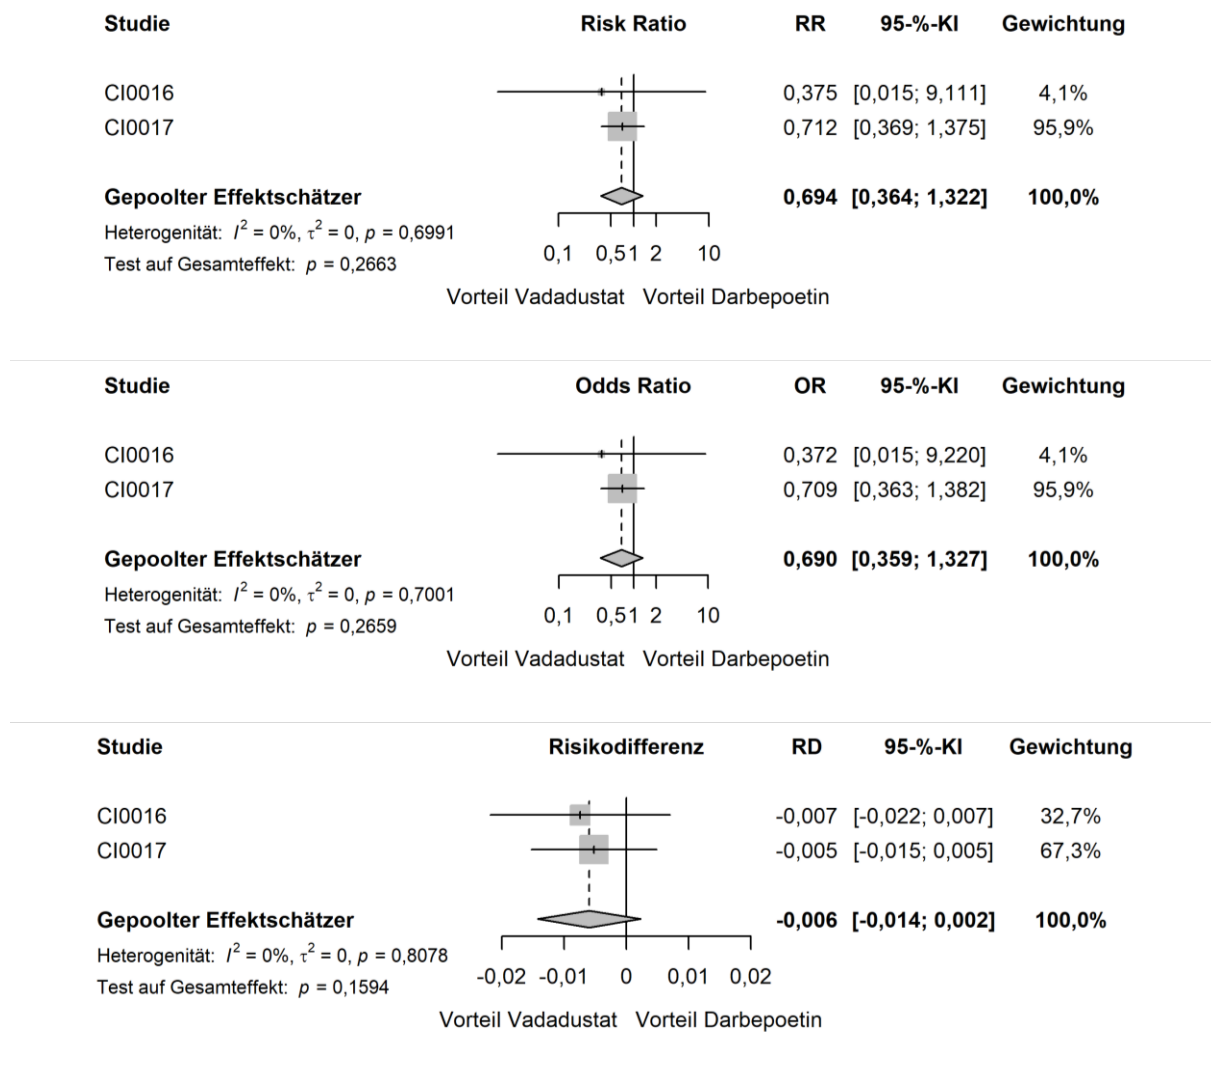 Studie Risk Ratio RR 95-%-KI Gewichtung
CI0016 0,375 [0,015; 9,111] 4,1%
CI0017 0,712 [0,369; 1,375] 95,9%
Gepoolter Effektschätzer 0,694 [0,364; 1,322] 100,0%
Heterogenität: I² = 0%, τ² = 0, p = 0,6991
Test auf Gesamteffekt: p = 0,2663
0,1 0,5 1 2 10
Vorteil Vadadustat Vorteil Darbepoetin
Studie Odds Ratio OR 95-%-KI Gewichtung
CI0016 0,372 [0,015; 9,220] 4,1%
CI0017 0,709 [0,363; 1,382] 95,9%
Gepoolter Effektschätzer 0,690 [0,359; 1,327] 100,0%
Heterogenität: I² = 0%, τ² = 0, p = 0,7001
Test auf Gesamteffekt: p = 0,2659
0,1 0,5 1 2 10
Vorteil Vadadustat Vorteil Darbepoetin
Studie Risikodifferenz RD 95-%-KI Gewichtung
CI0016 -0,007 [-0,022; 0,007] 32,7%
CI0017 -0,005 [-0,015; 0,005] 67,3%
Gepoolter Effektschätzer -0,006 [-0,014; 0,002] 100,0%
Heterogenität: I² = 0%, τ² = 0, p = 0,8078
Test auf Gesamteffekt: p = 0,1594
-0,02 -0,01 0 0,01 0,02
Vorteil Vadadustat Vorteil Darbepoetin